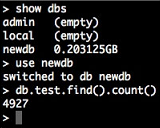 > show dbs
admin   (empty)
local   (empty)
newdb   0.203125GB
> use newdb
switched to db newdb
> db.test.find().count()
4927
>